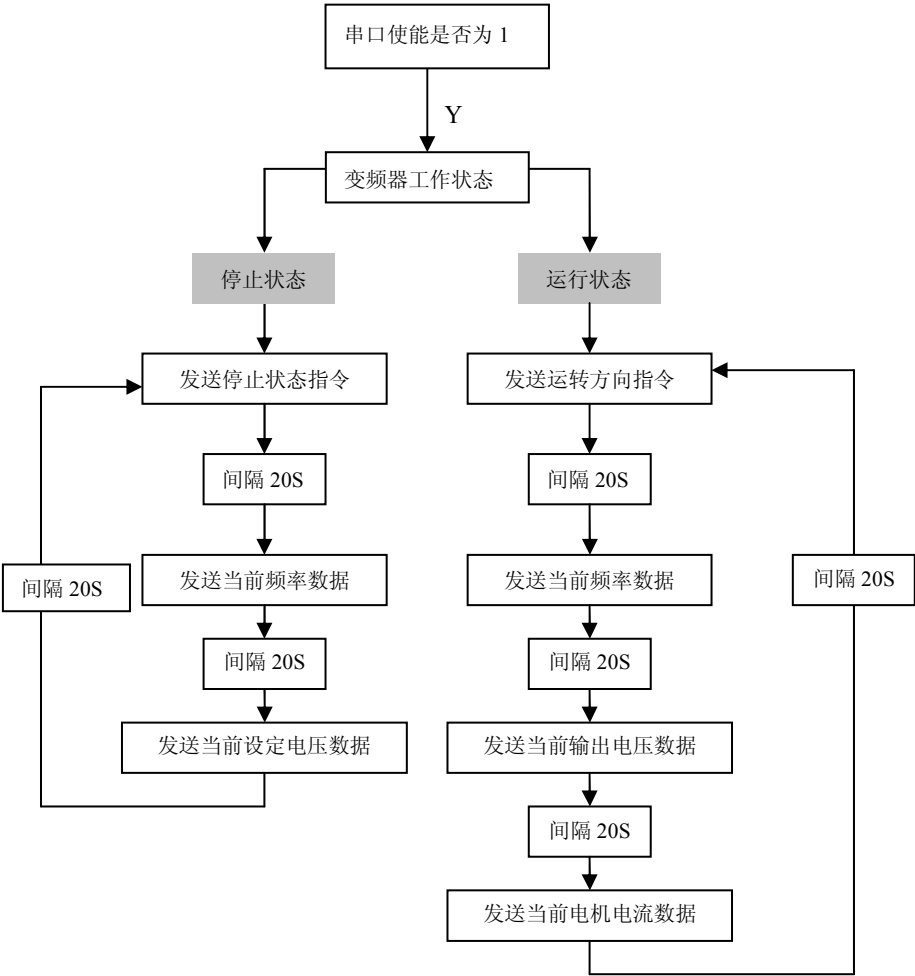 串口使能是否为 1
Y
变频器工作状态
停止状态
运行状态
发送停止状态指令
发送运转方向指令
间隔 20S
间隔 20S
发送当前频率数据
发送当前频率数据
间隔 20S
间隔 20S
间隔 20S
间隔 20S
发送当前设定电压数据
发送当前输出电压数据
间隔 20S
发送当前电机电流数据